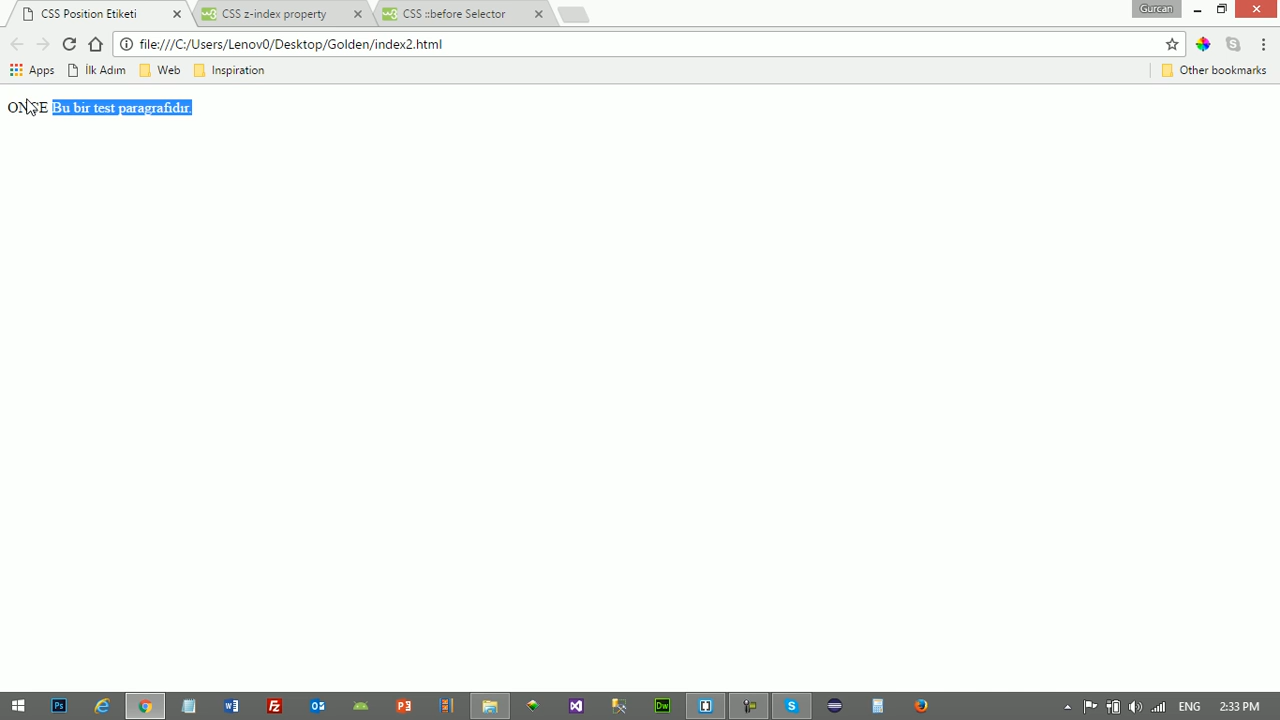 CSS Position Etiketi
CSS z-index property
CSS ::before Selector
Gurcan
file:///C:/Users/Lenov0/Desktop/Golden/index2.html
Apps
İlk Adım
Web
Inspiration
Other bookmarks
Bu bir test paragrafıdır.
ENG
2:33 PM